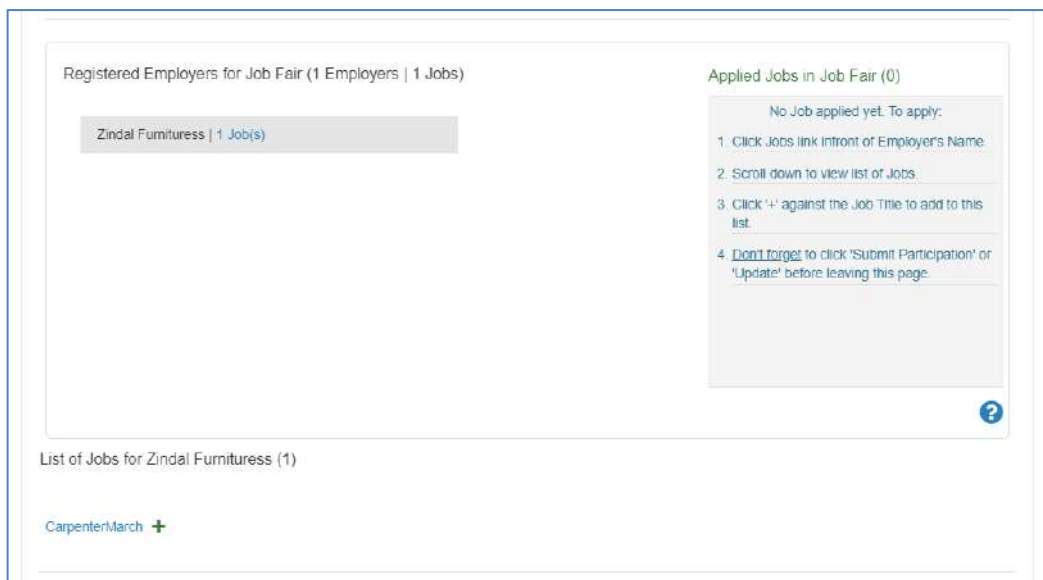 Registered Employers for Job Fair (1 Employers | 1 Jobs)
Zindal Furnituress | 1 Job(s)
Applied Jobs in Job Fair (0)
No Job applied yet. To apply:
1. Click Jobs link infront of Employer's Name.
2. Scroll down to view list of Jobs.
3. Click '+' against the Job Title to add to this
list.
4. Don't forget to click 'Submit Participation' or
'Update' before leaving this page.
?
List of Jobs for Zindal Furnituress (1)
CarpenterMarch +